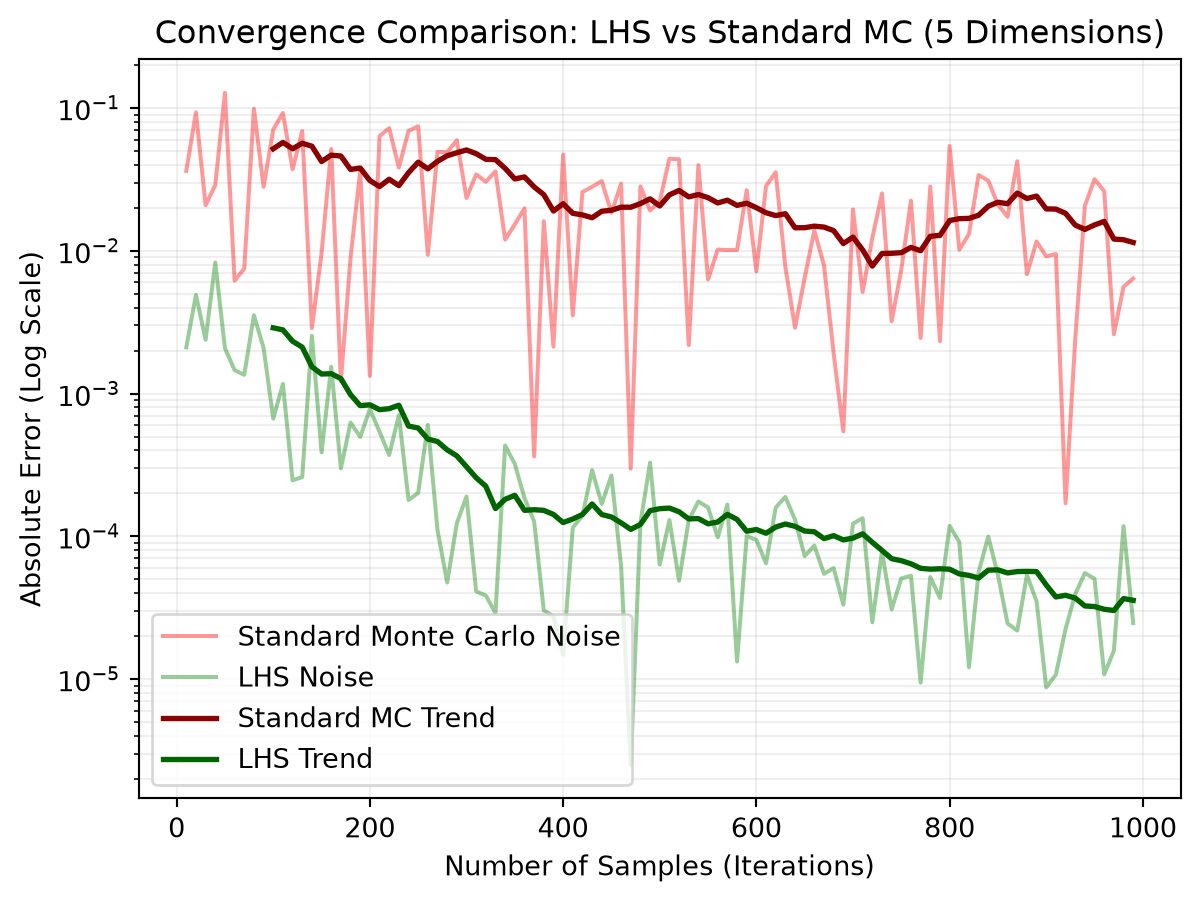 Convergence Comparison: LHS vs Standard MC (5 Dimensions)
Absolute Error (Log Scale)
10⁻¹
10⁻²
10⁻³
10⁻⁴
10⁻⁵
Standard Monte Carlo Noise
LHS Noise
Standard MC Trend
LHS Trend
0 200 400 600 800 1000
Number of Samples (Iterations)